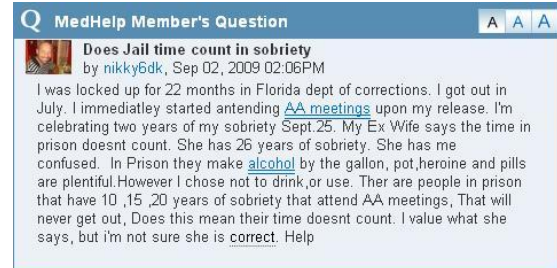 Q MedHelp Member's Question
A A A
Does Jail time count in sobriety
by nikky6dk, Sep 02, 2009 02:06PM
I was locked up for 22 months in Florida dept of corrections. I got out in
July. I immediatley started antending AA meetings upon my release. I'm
celebrating two years of my sobriety Sept.25. My Ex Wife says the time in
prison doesnt count. She has 26 years of sobriety. She has me
confused.  In Prison they make alcohol by the gallon, pot,heroine and pills
are plentiful.However I chose not to drink,or use. Ther are people in prison
that have 10 ,15 ,20 years of sobriety that attend AA meetings, That will
never get out, Does this mean their time doesnt count. I value what she
says, but i'm not sure she is correct. Help